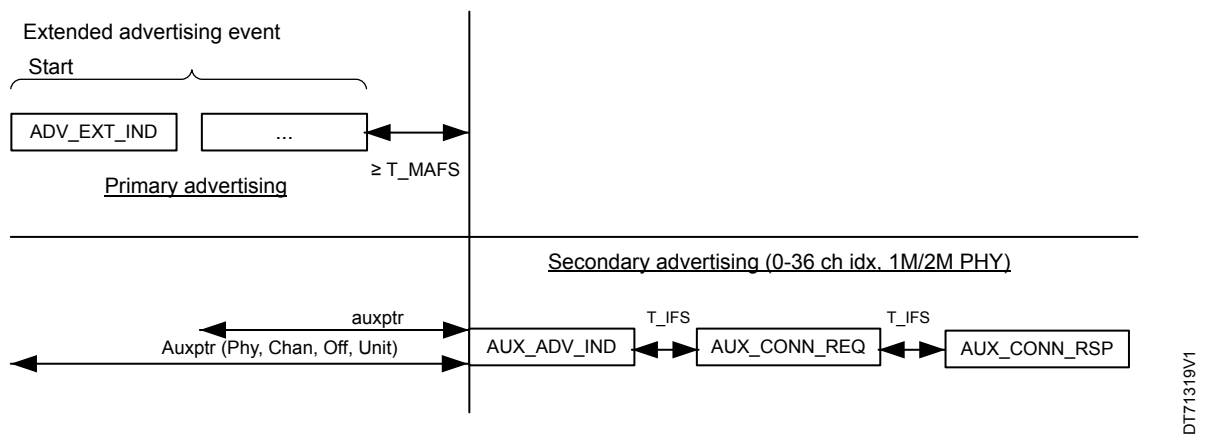 Extended advertising event
Start
ADV_EXT_IND
...
≥ T_MAFS
Primary advertising
Secondary advertising (0-36 ch idx, 1M/2M PHY)
auxptr
Auxptr (Phy, Chan, Off, Unit)
AUX_ADV_IND
T_IFS
AUX_CONN_REQ
T_IFS
AUX_CONN_RSP
DT71319V1